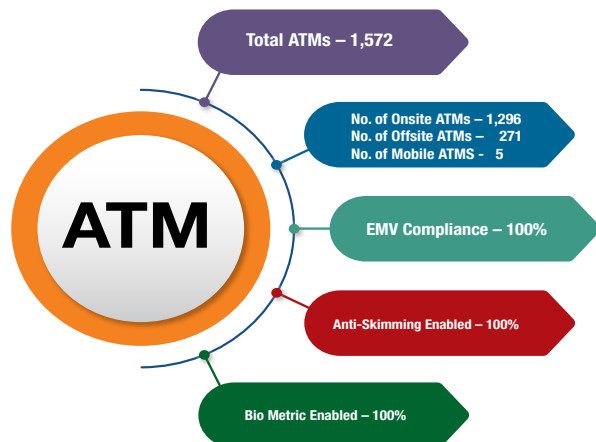 Total ATMs – 1,572
No. of Onsite ATMs – 1,296
No. of Offsite ATMs – 271
No. of Mobile ATMS - 5
ATM
EMV Compliance – 100%
Anti-Skimming Enabled – 100%
Bio Metric Enabled – 100%